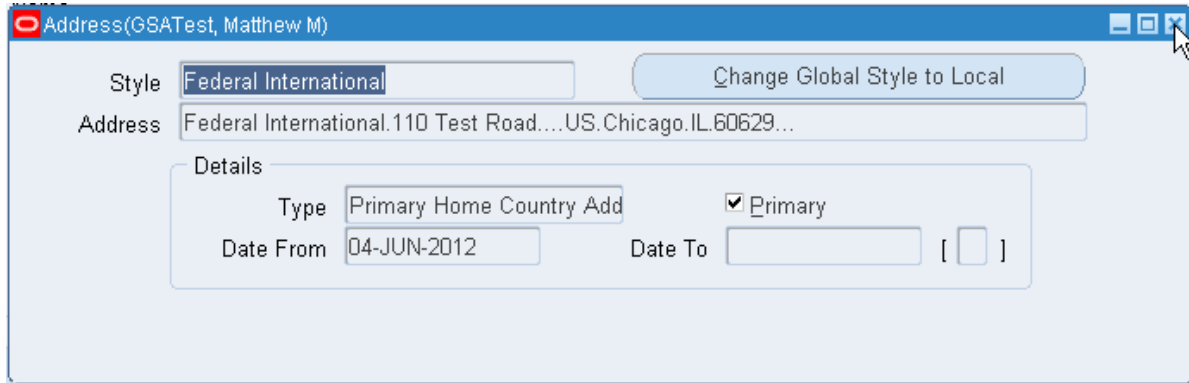 Address(GSATest, Matthew M)
Style Federal International Change Global Style to Local
Address Federal International.110 Test Road....US.Chicago.IL.60629...
Details
Type Primary Home Country Add Primary
Date From 04-JUN-2012 Date To [ ]